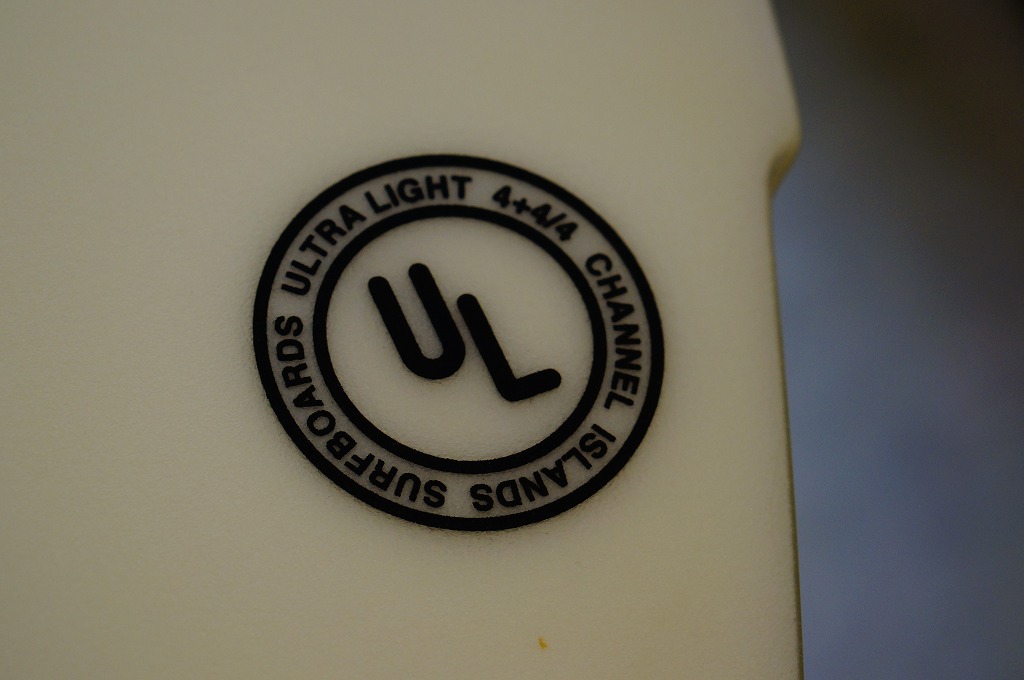 ULTRA LIGHT 4+4/4 CHANNEL ISLANDS SURFBOARDS
UL